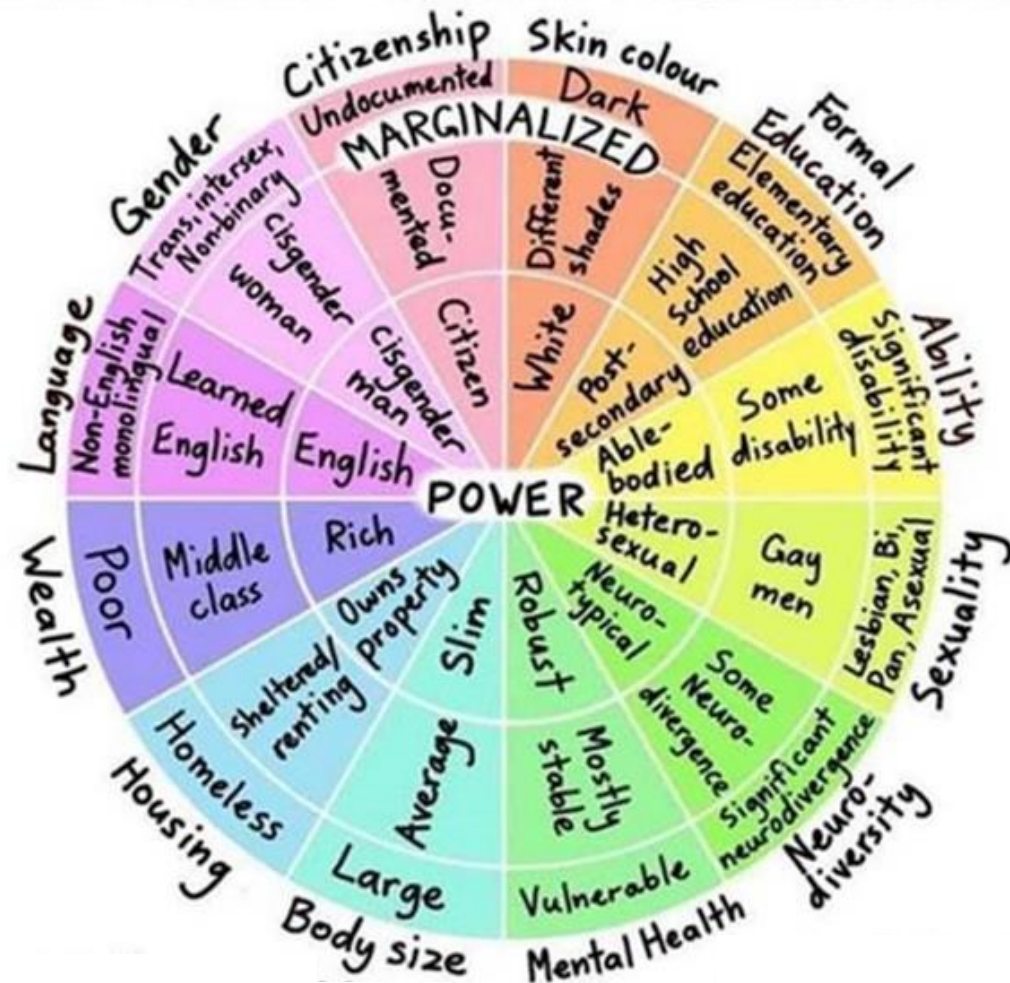 Citizenship
Undocumented
Docu-
mented
Citizen
Skin colour
Dark
Different
shades
White
Formal
Education
Elementary
education
High
school
education
Post-
secondary
Ability
Significant
disability
Some
disability
Able-
bodied
Sexuality
Lesbian, Bi,
Pan, Asexual
Gay
men
Hetero-
sexual
Neuro-
diversity
Significant
neurodivergence
Some
Neuro-
divergence
Neuro-
typical
Mental Health
Vulnerable
Mostly
stable
Robust
Body size
Large
Average
Slim
Housing
Homeless
Sheltered/
renting
Owns
property
Wealth
Poor
Middle
class
Rich
Language
Non-English
monolingual
Learned
English
English
Gender
Trans, intersex,
Non-binary
Cisgender
woman
Cisgender
man
MARGINALIZED
POWER